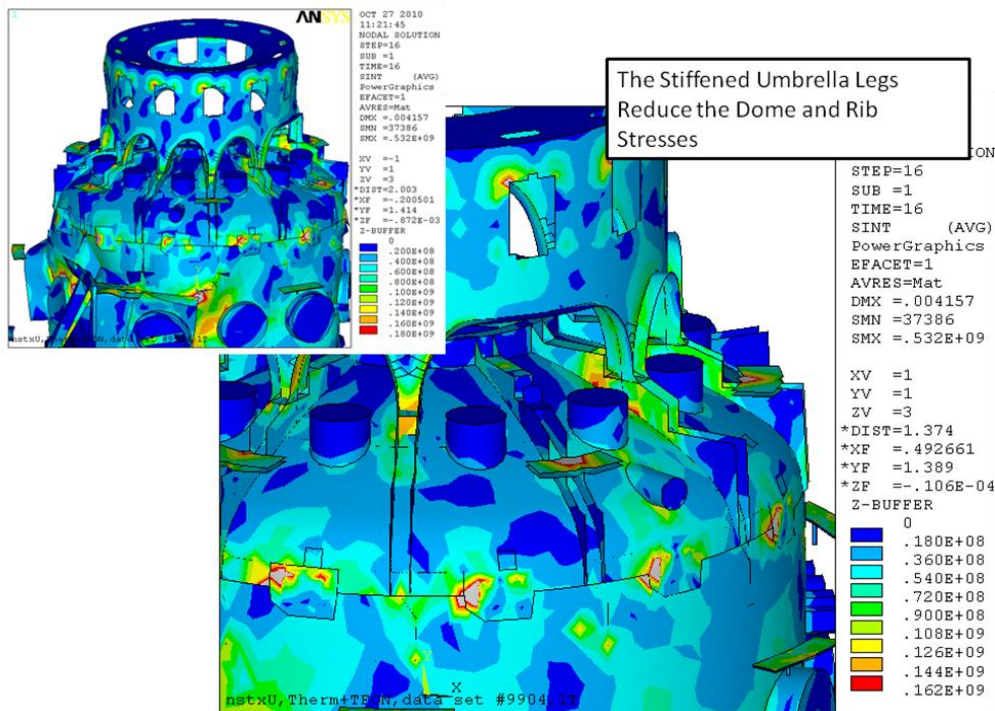 1
ANSYS
OCT 27 2010
11:21:45
NODAL SOLUTION
STEP=16
SUB =1
TIME=16
SINT (AVG)
PowerGraphics
EFACET=1
AVRES=Mat
DMX =.004157
SMN =37386
SMX =.532E+09
XV =-1
YV =1
ZV =3
*DIST=2.003
*XF =-.200501
*YF =1.414
*ZF =-.872E-03
Z-BUFFER
0
.200E+08
.400E+08
.600E+08
.800E+08
.100E+09
.120E+09
.140E+09
.160E+09
.180E+09
The Stiffened Umbrella Legs
Reduce the Dome and Rib
Stresses
STEP=16
SUB =1
TIME=16
SINT (AVG)
PowerGraphics
EFACET=1
AVRES=Mat
DMX =.004157
SMN =37386
SMX =.532E+09
XV =1
YV =1
ZV =3
*DIST=1.374
*XF =.492661
*YF =1.389
*ZF =-.106E-04
Z-BUFFER
0
.180E+08
.360E+08
.540E+08
.720E+08
.900E+08
.108E+09
.126E+09
.144E+09
.162E+09
X
nstxU,Therm+TEQN,data set #9904,1T